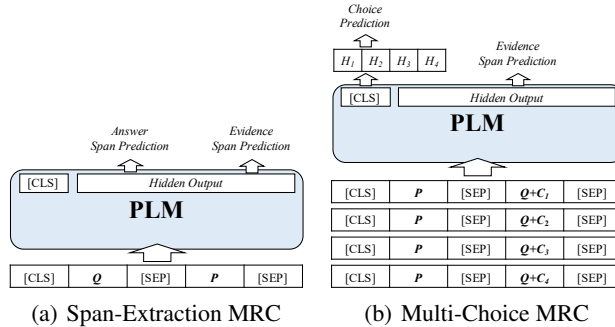 Answer
Span Prediction
Evidence
Span Prediction
[CLS]
Hidden Output
PLM
[CLS] Q [SEP] P [SEP]
(a) Span-Extraction MRC
Choice
Prediction
H1 H2 H3 H4
Evidence
Span Prediction
[CLS]
Hidden Output
PLM
[CLS] P [SEP] Q+C1 [SEP]
[CLS] P [SEP] Q+C2 [SEP]
[CLS] P [SEP] Q+C3 [SEP]
[CLS] P [SEP] Q+C4 [SEP]
(b) Multi-Choice MRC